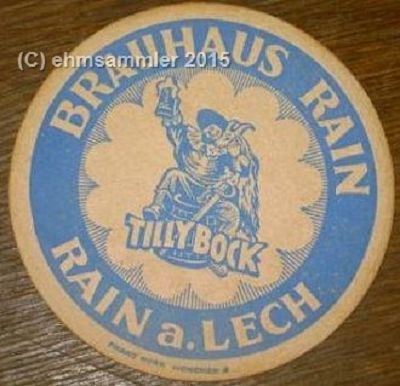 (C) ehmsammler 2015
BRAUHAUS RAIN
TILLY BOCK
RAIN a. LECH